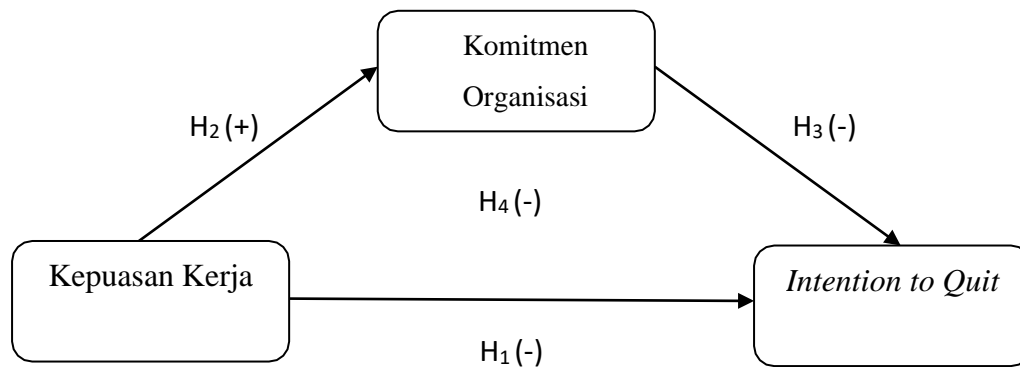 Komitmen
Organisasi
H₂ (+)
H₃ (-)
H₄ (-)
Kepuasan Kerja
Intention to Quit
H₁ (-)